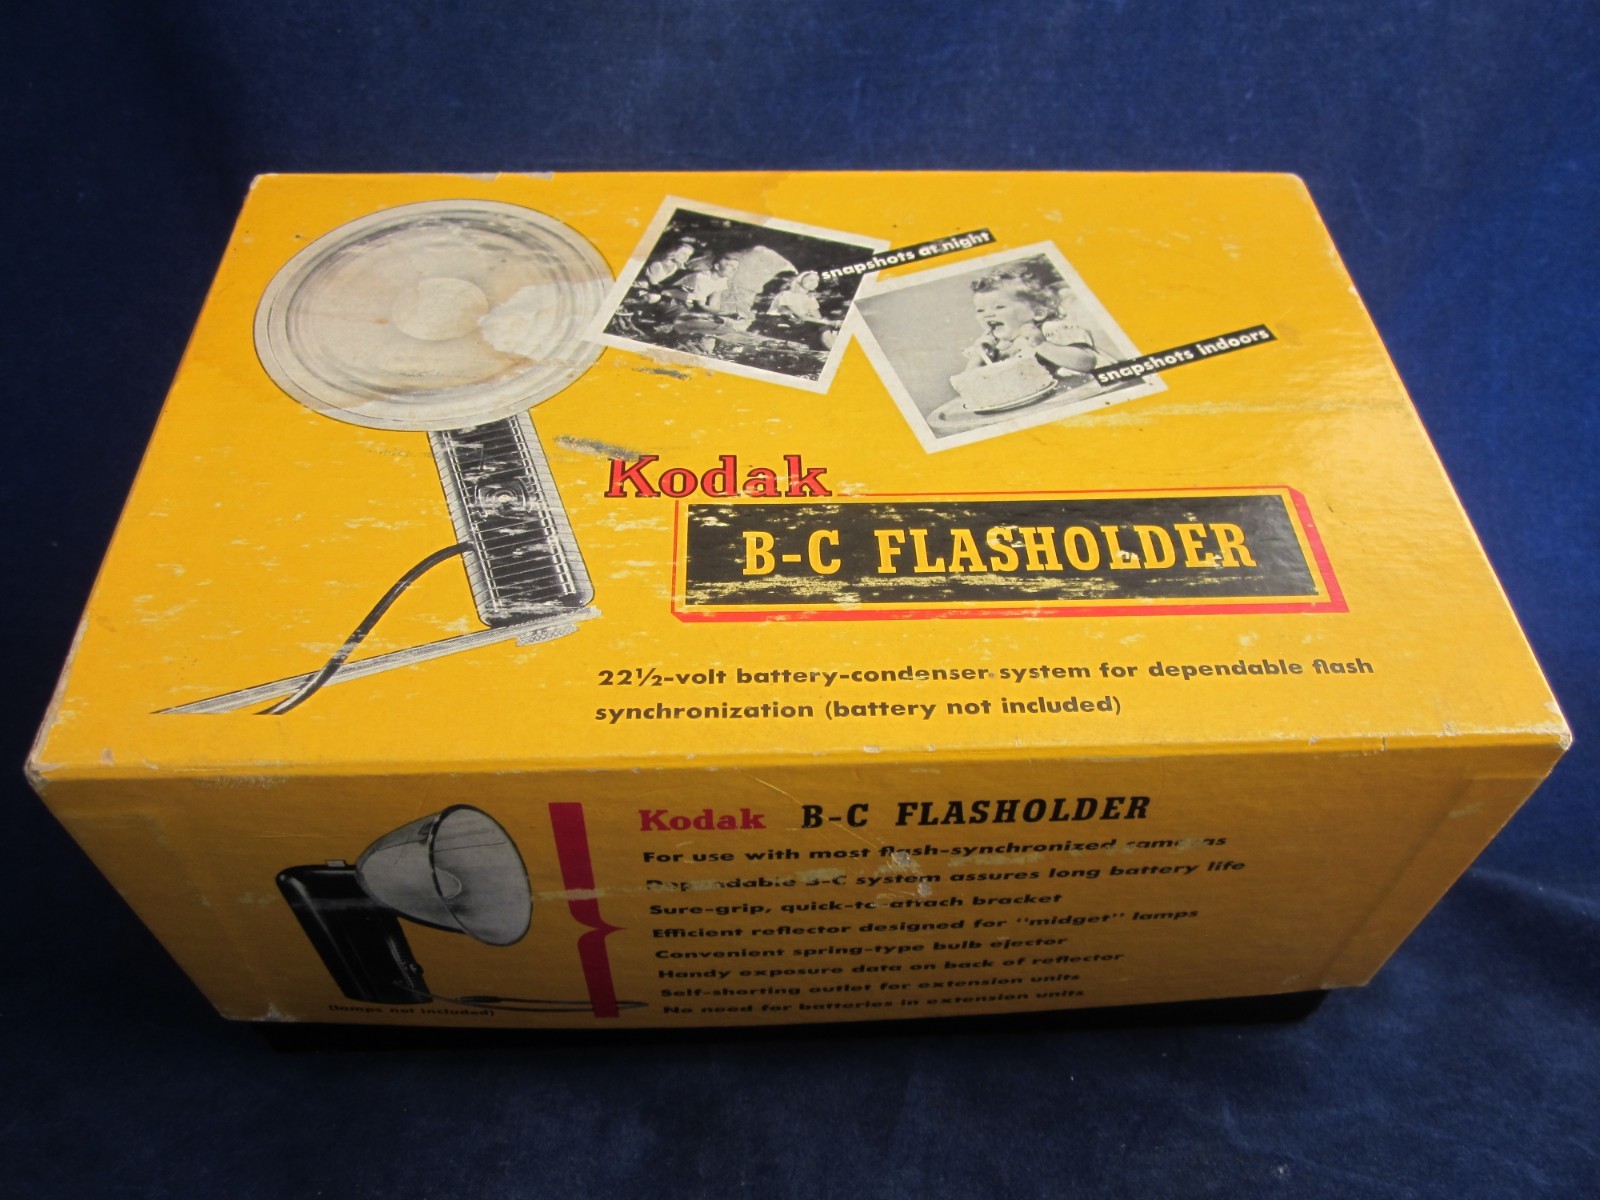 snapshots at night
snapshots indoors
Kodak
B-C FLASHOLDER
22½-volt battery-condenser system for dependable flash
synchronization (battery not included)
Kodak B-C FLASHOLDER
For use with most flash-synchronized cameras
Dependable B-C system assures long battery life
Sure-grip, quick-to-attach bracket
Efficient reflector designed for "midget" lamps
Convenient spring-type bulb ejector
Handy exposure data on back of reflector
Self-shorting outlet for extension units
No need for batteries in extension units
(lamps not included)